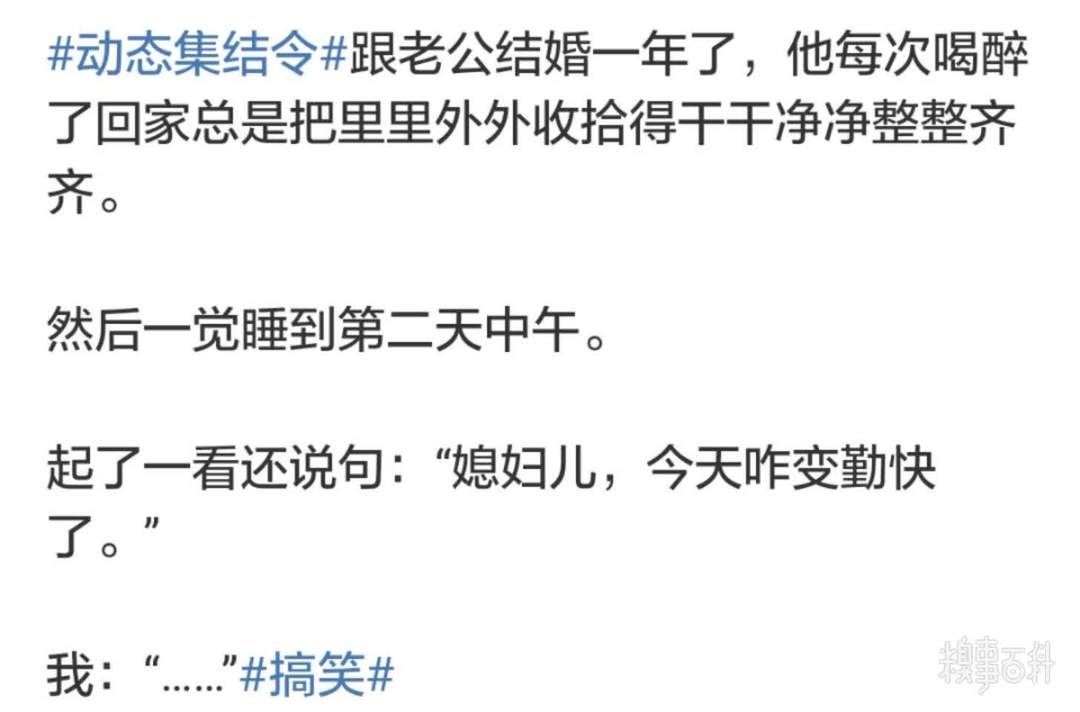 #动态集结令#跟老公结婚一年了，他每次喝醉
了回家总是把里里外外收拾得干干净净整整齐
齐。
然后一觉睡到第二天中午。
起了一看还说句：“媳妇儿，今天咋变勤快
了。”
我：“……”#搞笑#
糗事百科